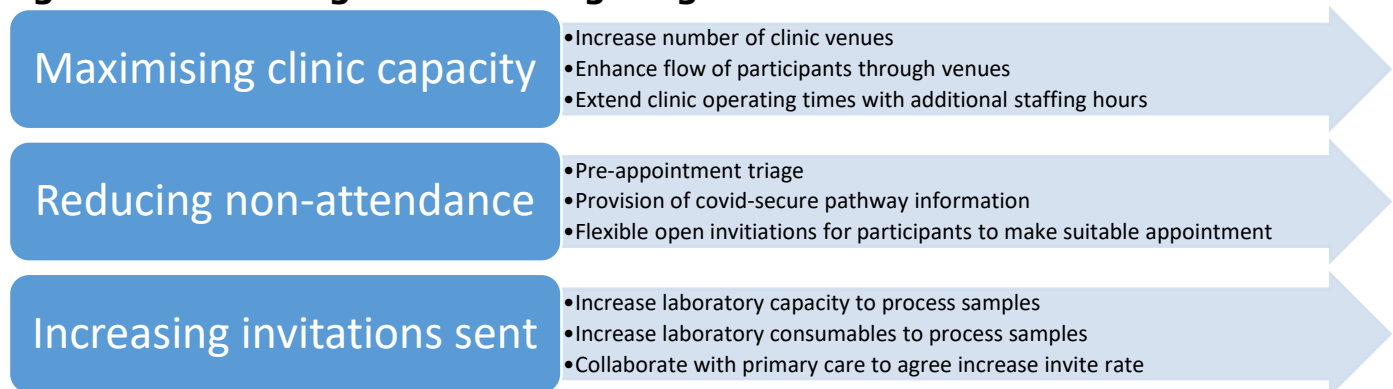 Maximising clinic capacity
•Increase number of clinic venues
•Enhance flow of participants through venues
•Extend clinic operating times with additional staffing hours
Reducing non-attendance
•Pre-appointment triage
•Provision of covid-secure pathway information
•Flexible open invitiations for participants to make suitable appointment
Increasing invitations sent
•Increase laboratory capacity to process samples
•Increase laboratory consumables to process samples
•Collaborate with primary care to agree increase invite rate